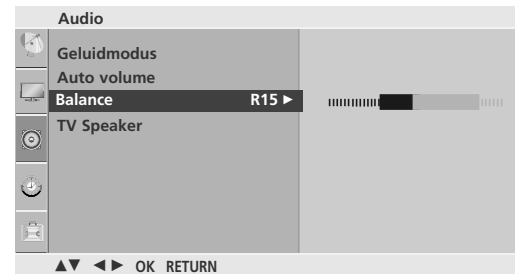 Audio
Geluidmodus
Auto volume
Balance R15 ►
TV Speaker
▲▼ ◄ ► OK RETURN